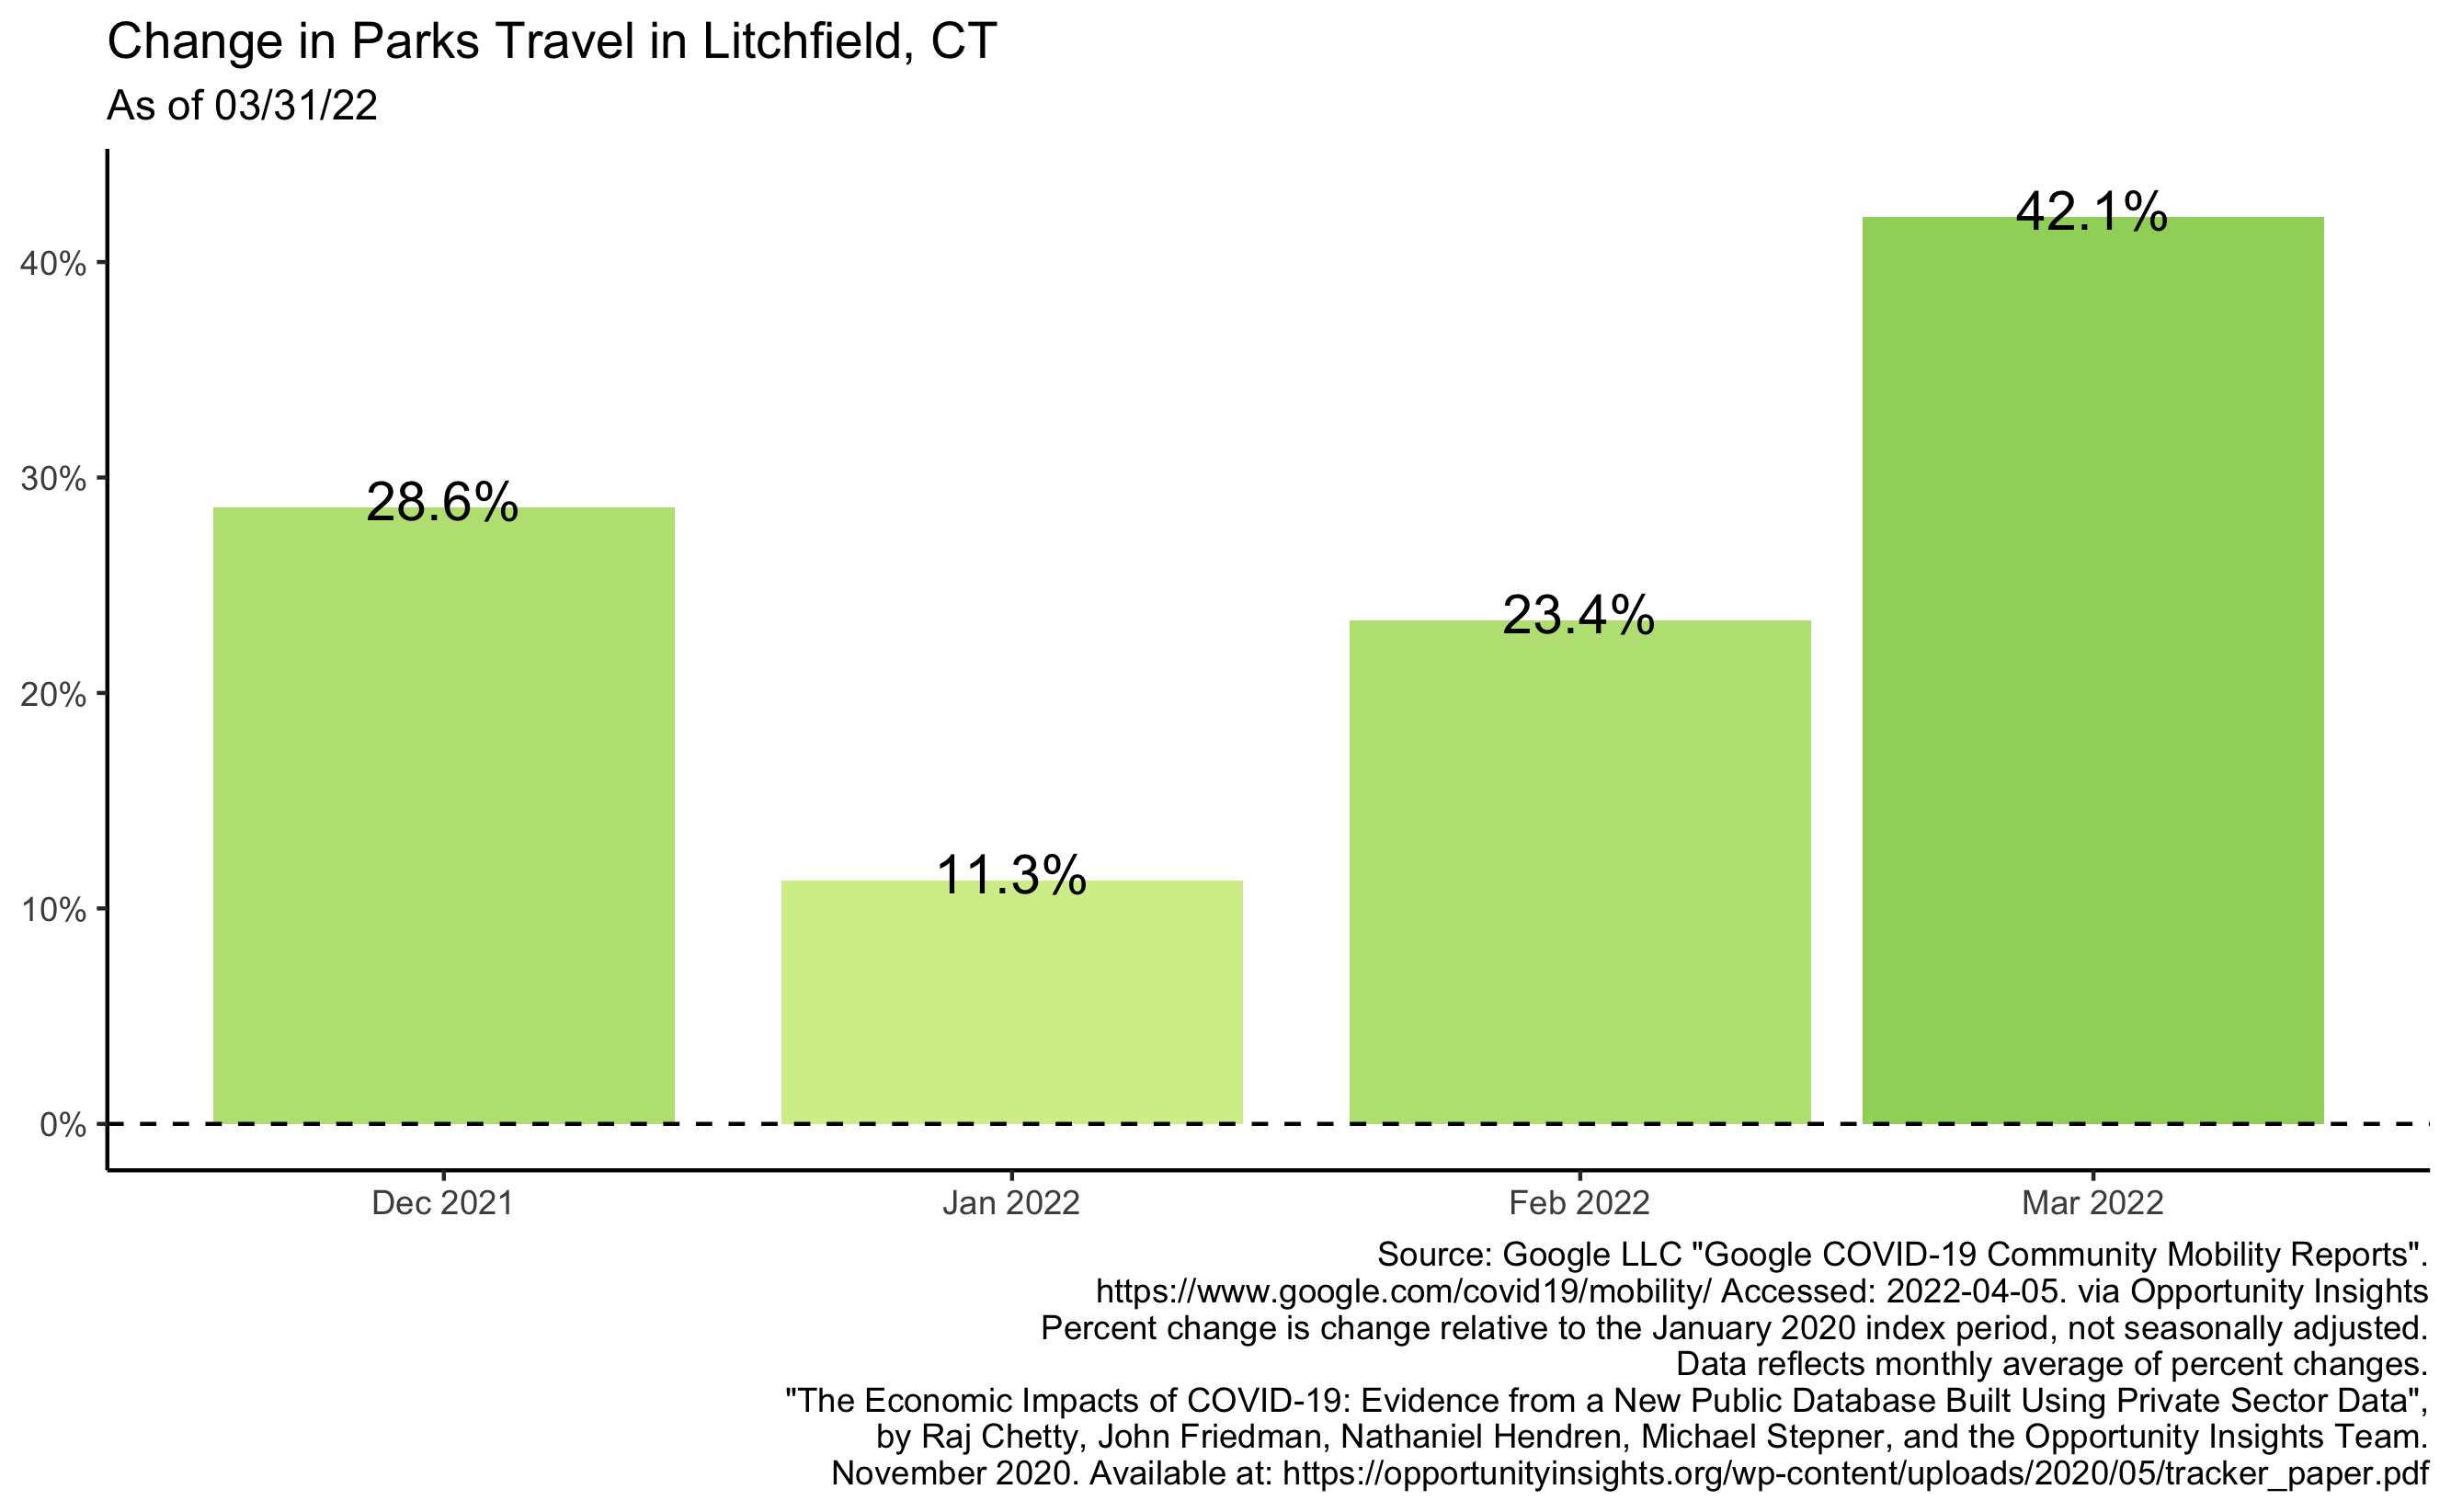 Change in Parks Travel in Litchfield, CT
As of 03/31/22
42.1%
40%
30%
28.6%
23.4%
20%
11.3%
10%
0%
Dec 2021
Jan 2022
Feb 2022
Mar 2022
Source: Google LLC "Google COVID-19 Community Mobility Reports".
https://www.google.com/covid19/mobility/ Accessed: 2022-04-05. via Opportunity Insights
Percent change is change relative to the January 2020 index period, not seasonally adjusted.
Data reflects monthly average of percent changes.
"The Economic Impacts of COVID-19: Evidence from a New Public Database Built Using Private Sector Data",
by Raj Chetty, John Friedman, Nathaniel Hendren, Michael Stepner, and the Opportunity Insights Team.
November 2020. Available at: https://opportunityinsights.org/wp-content/uploads/2020/05/tracker_paper.pdf